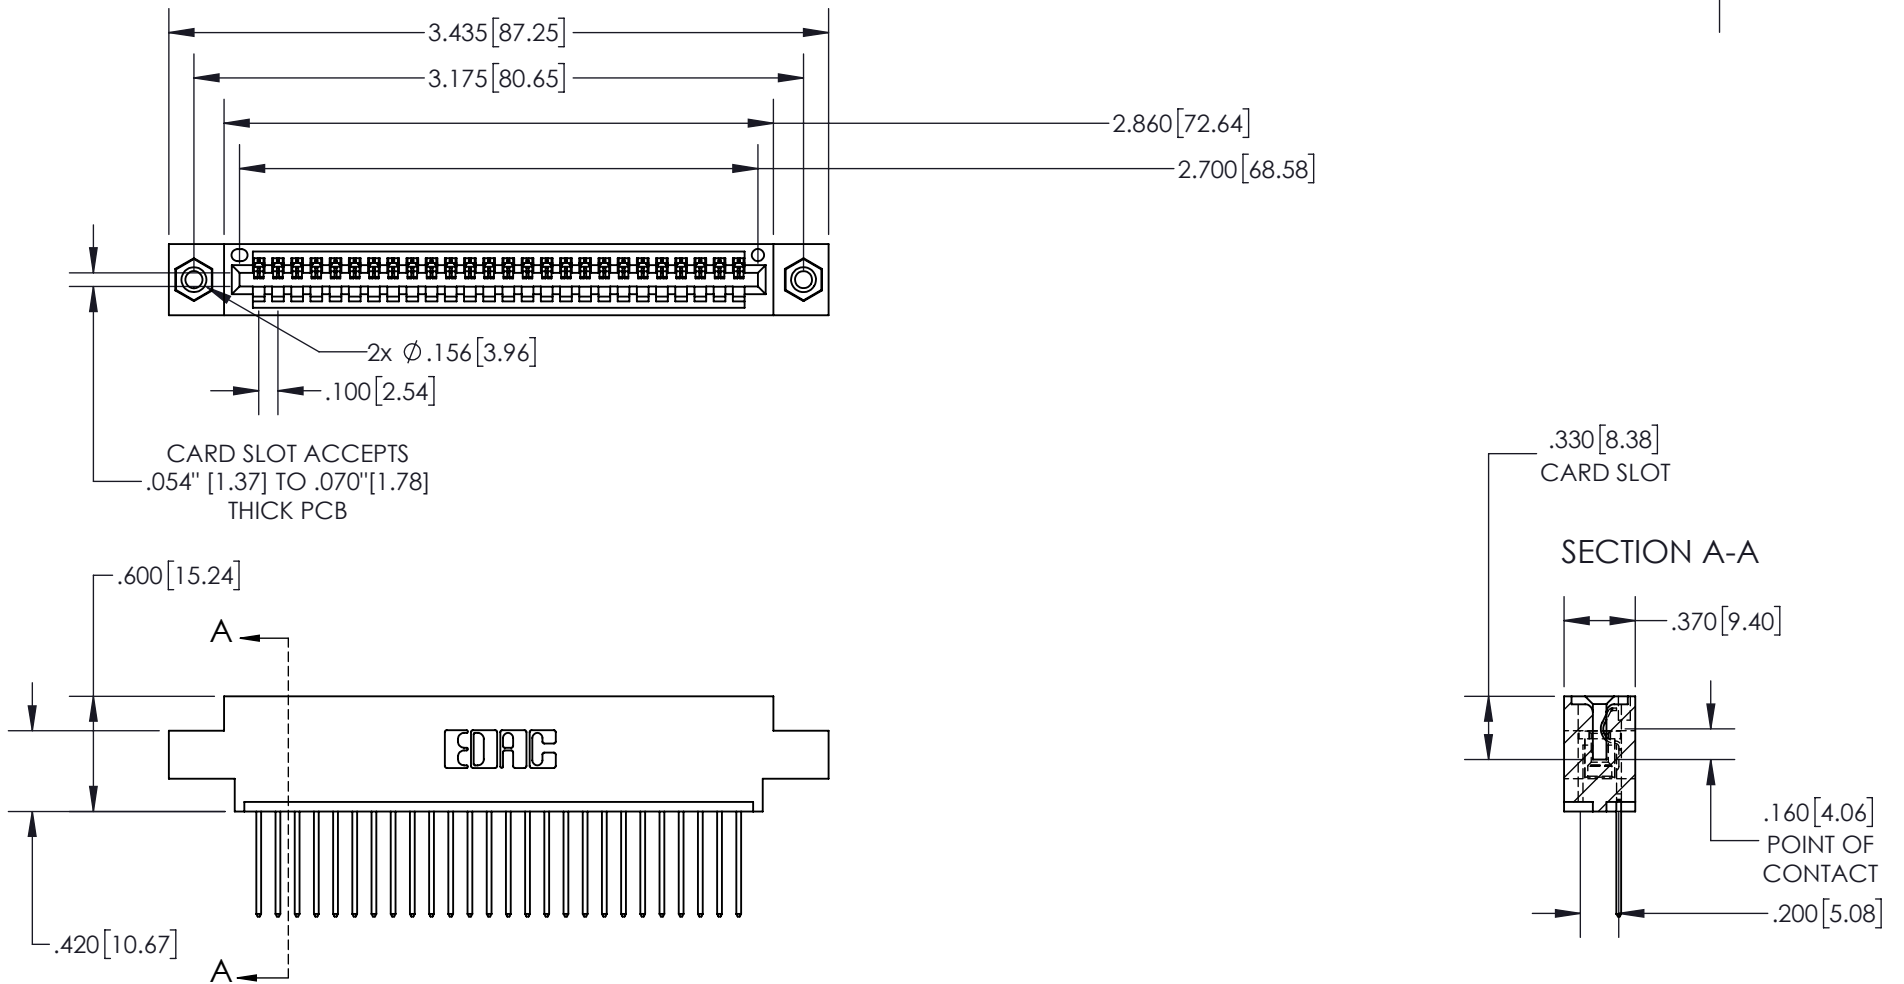 3.435[87.25]
3.175[80.65]
2.860[72.64]
2.700[68.58]
2x Ø.156[3.96]
.100[2.54]
CARD SLOT ACCEPTS
.054" [1.37] TO .070"[1.78]
THICK PCB
.330[8.38]
CARD SLOT
SECTION A-A
.600[15.24]
A
.370[9.40]
EDAC
.160[4.06]
POINT OF
CONTACT
.200[5.08]
.420[10.67]
A